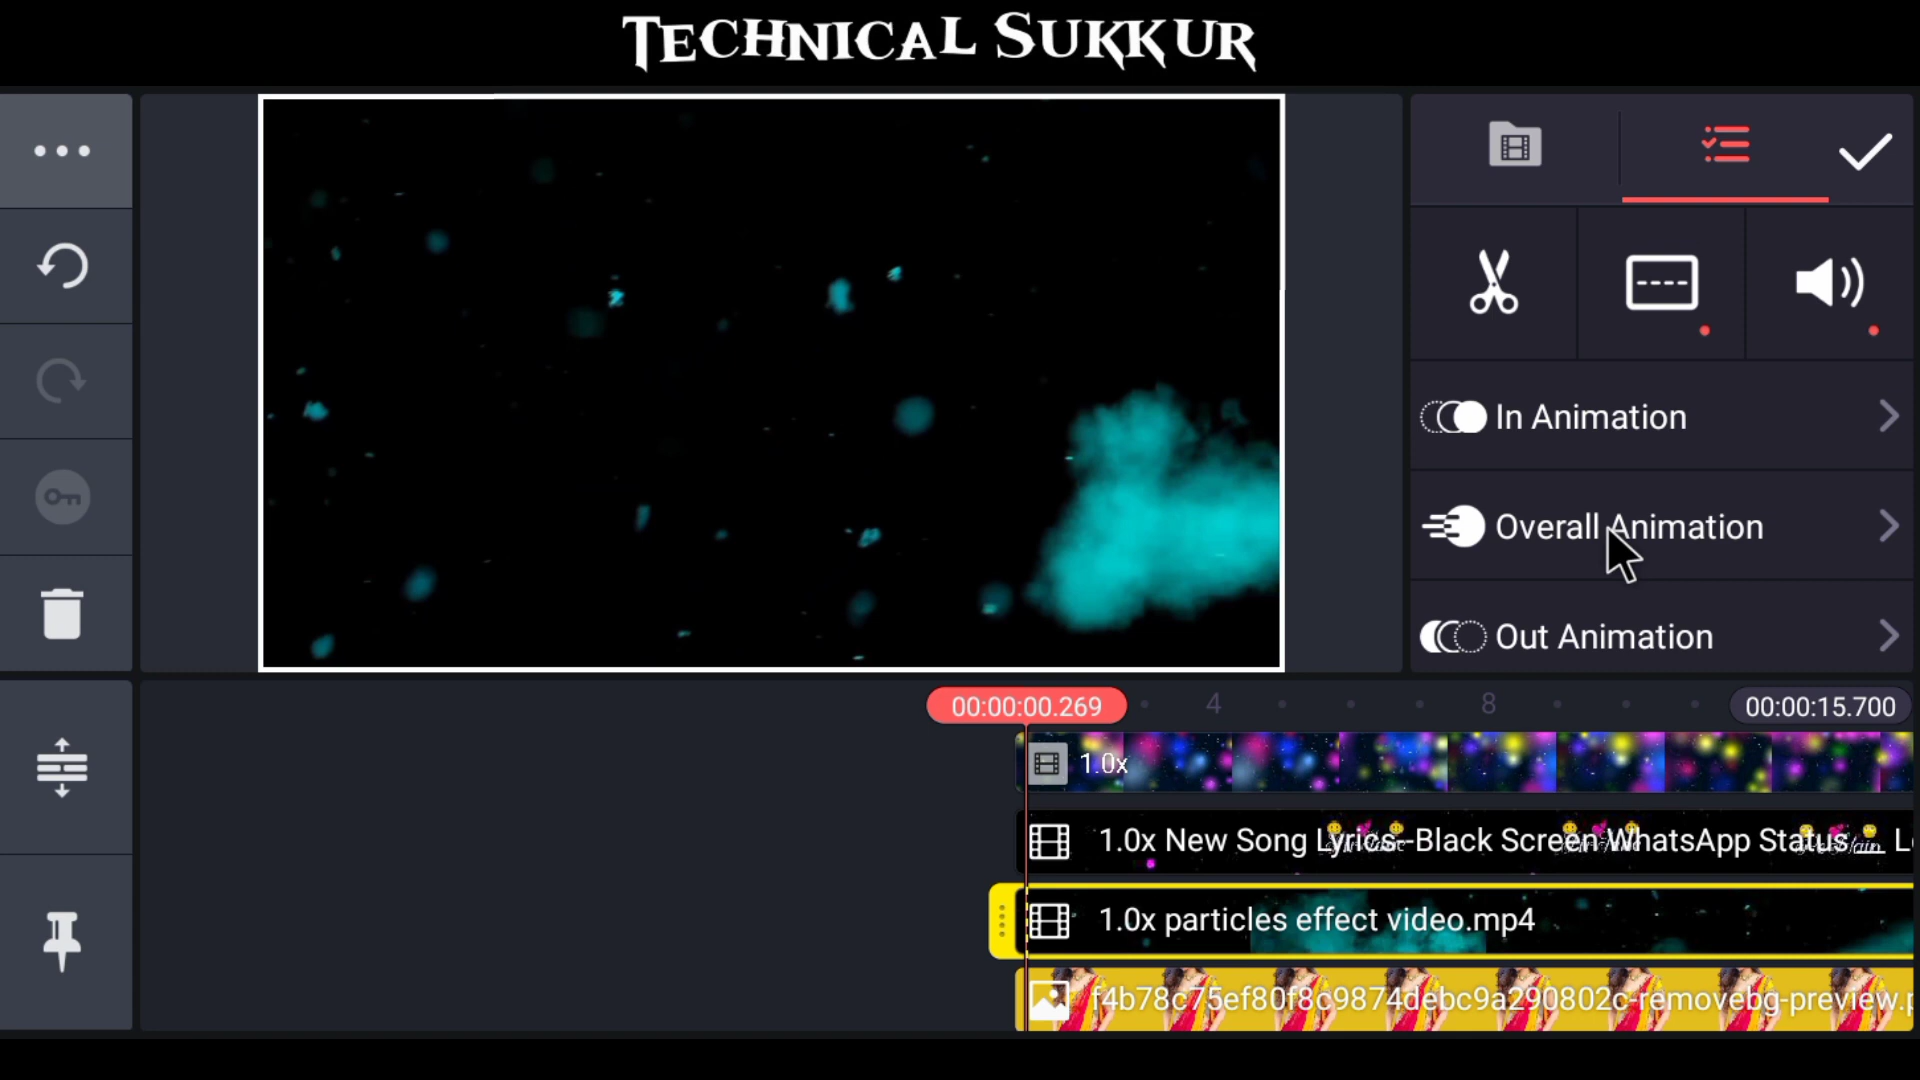 TECHNICAL SUKKUR
In Animation
Overall Animation
Out Animation
00:00:00.269
4
8
00:00:15.700
1.0x
1.0x New Song Lyrics--Black Screen WhatsApp Status__ L
1.0x particles effect video.mp4
f4b78c75ef80f8c9874debc9a290802c-removebg-preview.p